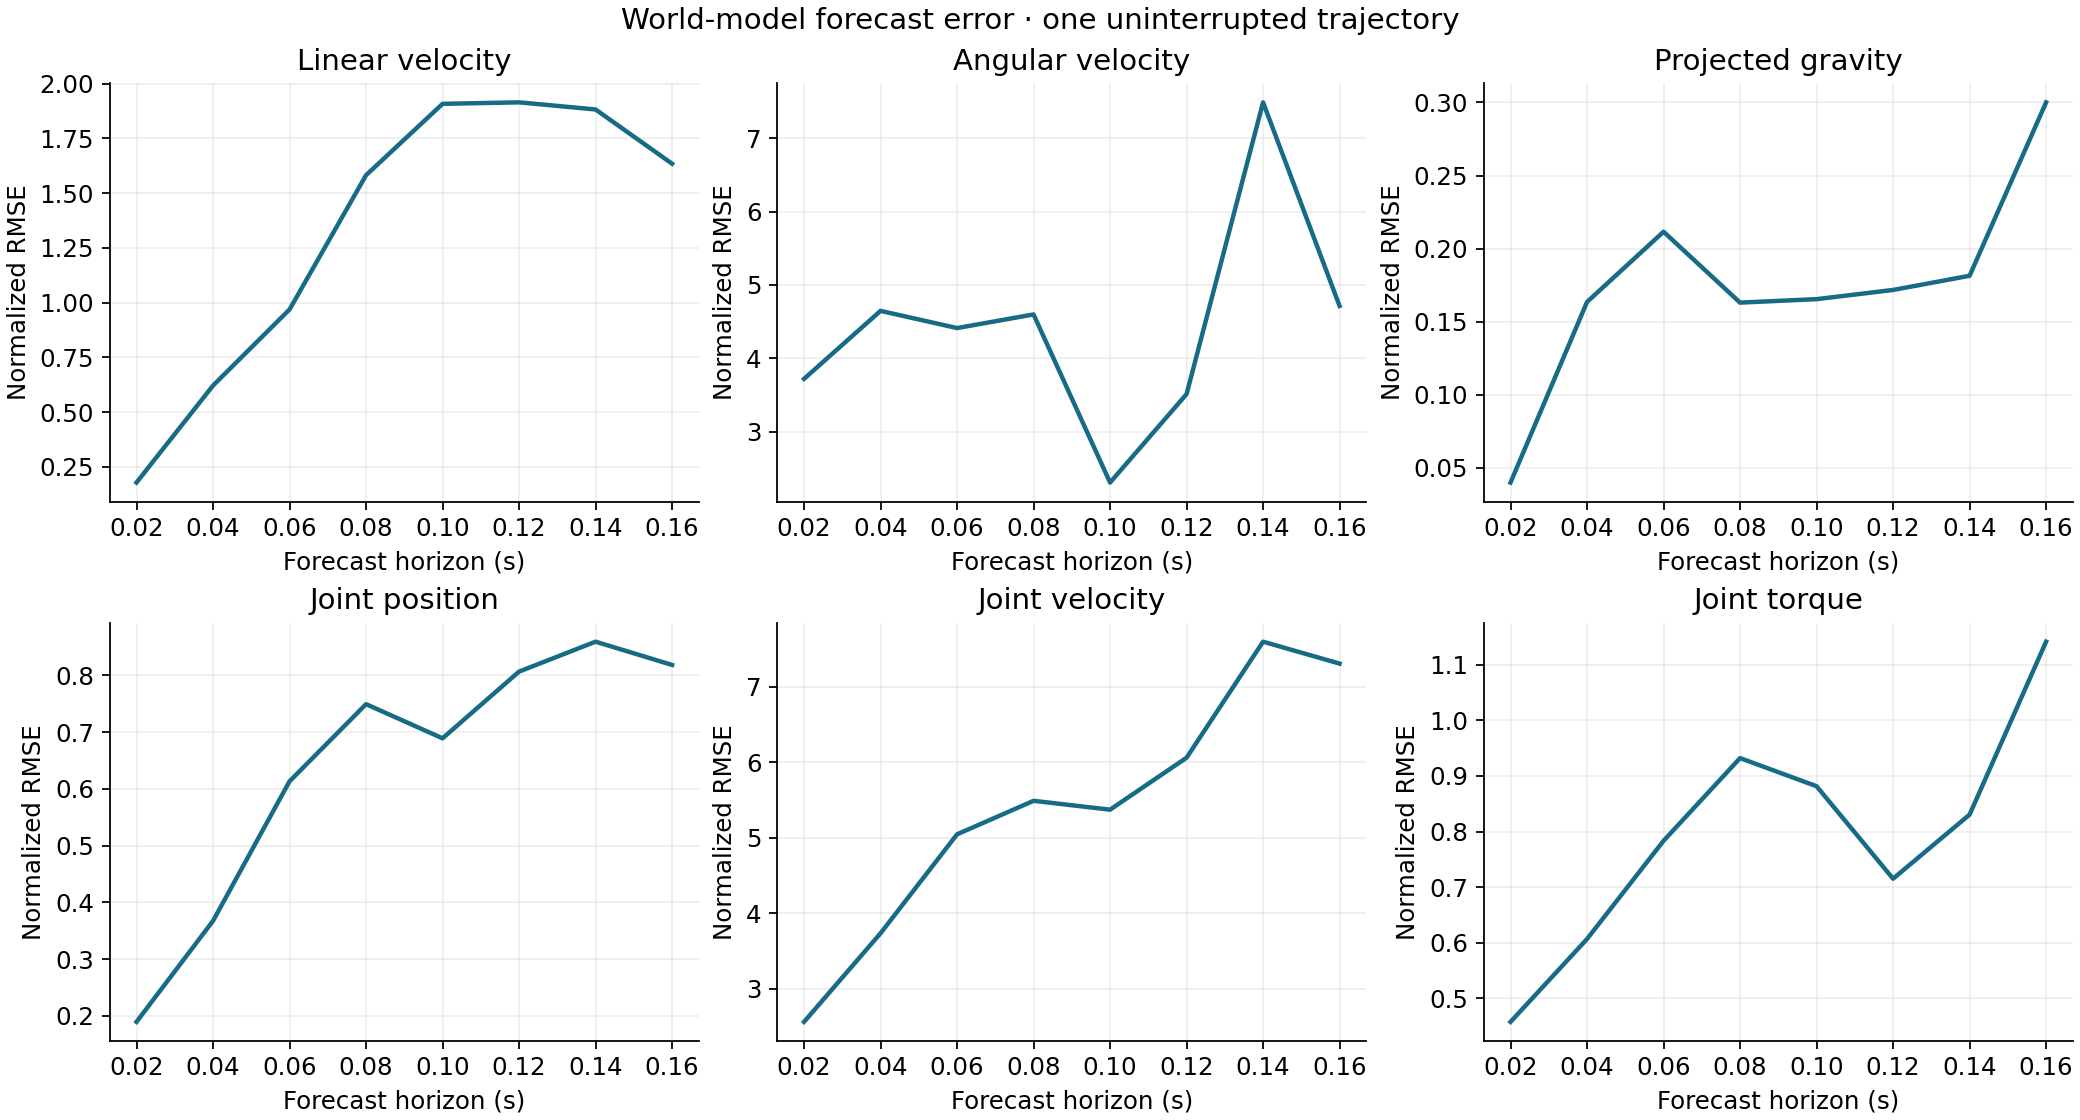 World-model forecast error · one uninterrupted trajectory
Linear velocity
Normalized RMSE
2.00
1.75
1.50
1.25
1.00
0.75
0.50
0.25
0.02 0.04 0.06 0.08 0.10 0.12 0.14 0.16
Forecast horizon (s)
Angular velocity
Normalized RMSE
7
6
5
4
3
0.02 0.04 0.06 0.08 0.10 0.12 0.14 0.16
Forecast horizon (s)
Projected gravity
Normalized RMSE
0.30
0.25
0.20
0.15
0.10
0.05
0.02 0.04 0.06 0.08 0.10 0.12 0.14 0.16
Forecast horizon (s)
Joint position
Normalized RMSE
0.8
0.7
0.6
0.5
0.4
0.3
0.2
0.02 0.04 0.06 0.08 0.10 0.12 0.14 0.16
Forecast horizon (s)
Joint velocity
Normalized RMSE
7
6
5
4
3
0.02 0.04 0.06 0.08 0.10 0.12 0.14 0.16
Forecast horizon (s)
Joint torque
Normalized RMSE
1.1
1.0
0.9
0.8
0.7
0.6
0.5
0.02 0.04 0.06 0.08 0.10 0.12 0.14 0.16
Forecast horizon (s)